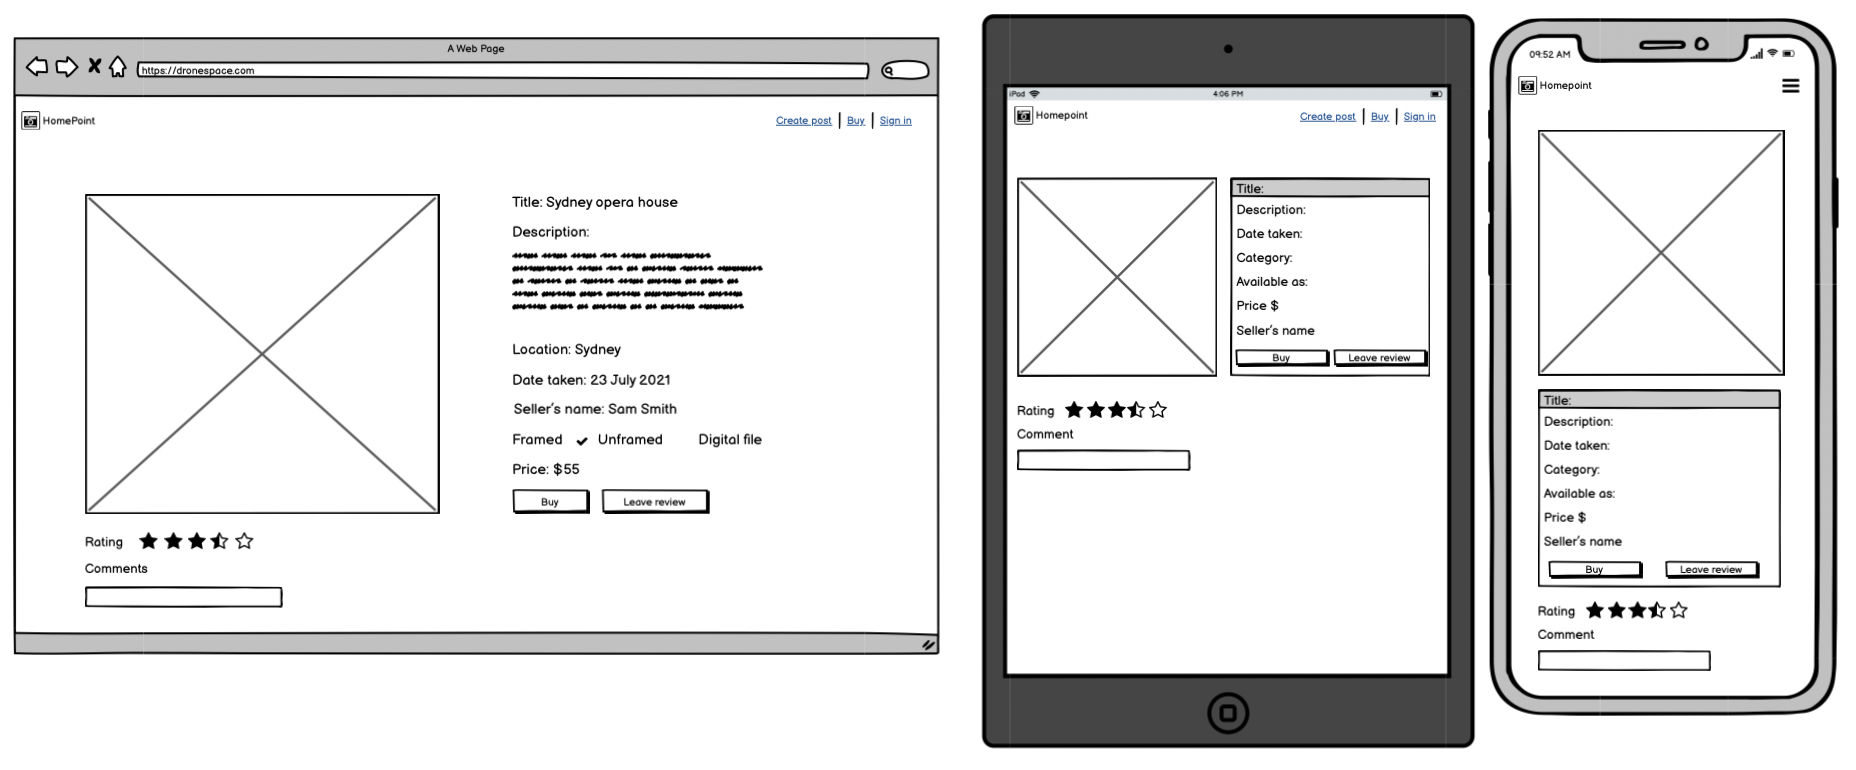 A Web Page
https://dronespace.com
HomePoint
Create post | Buy | Sign in
Title: Sydney opera house
Description:
Location: Sydney
Date taken: 23 July 2021
Seller's name: Sam Smith
Framed Unframed Digital file
Price: $55
Buy Leave review
Rating
Comments
iPod 4:06 PM
Homepoint
Create post | Buy | Sign in
Title:
Description:
Date taken:
Category:
Available as:
Price $
Seller's name
Buy Leave review
Rating
Comment
09:52 AM
Homepoint
Title:
Description:
Date taken:
Category:
Available as:
Price $
Seller's name
Buy Leave review
Rating
Comment